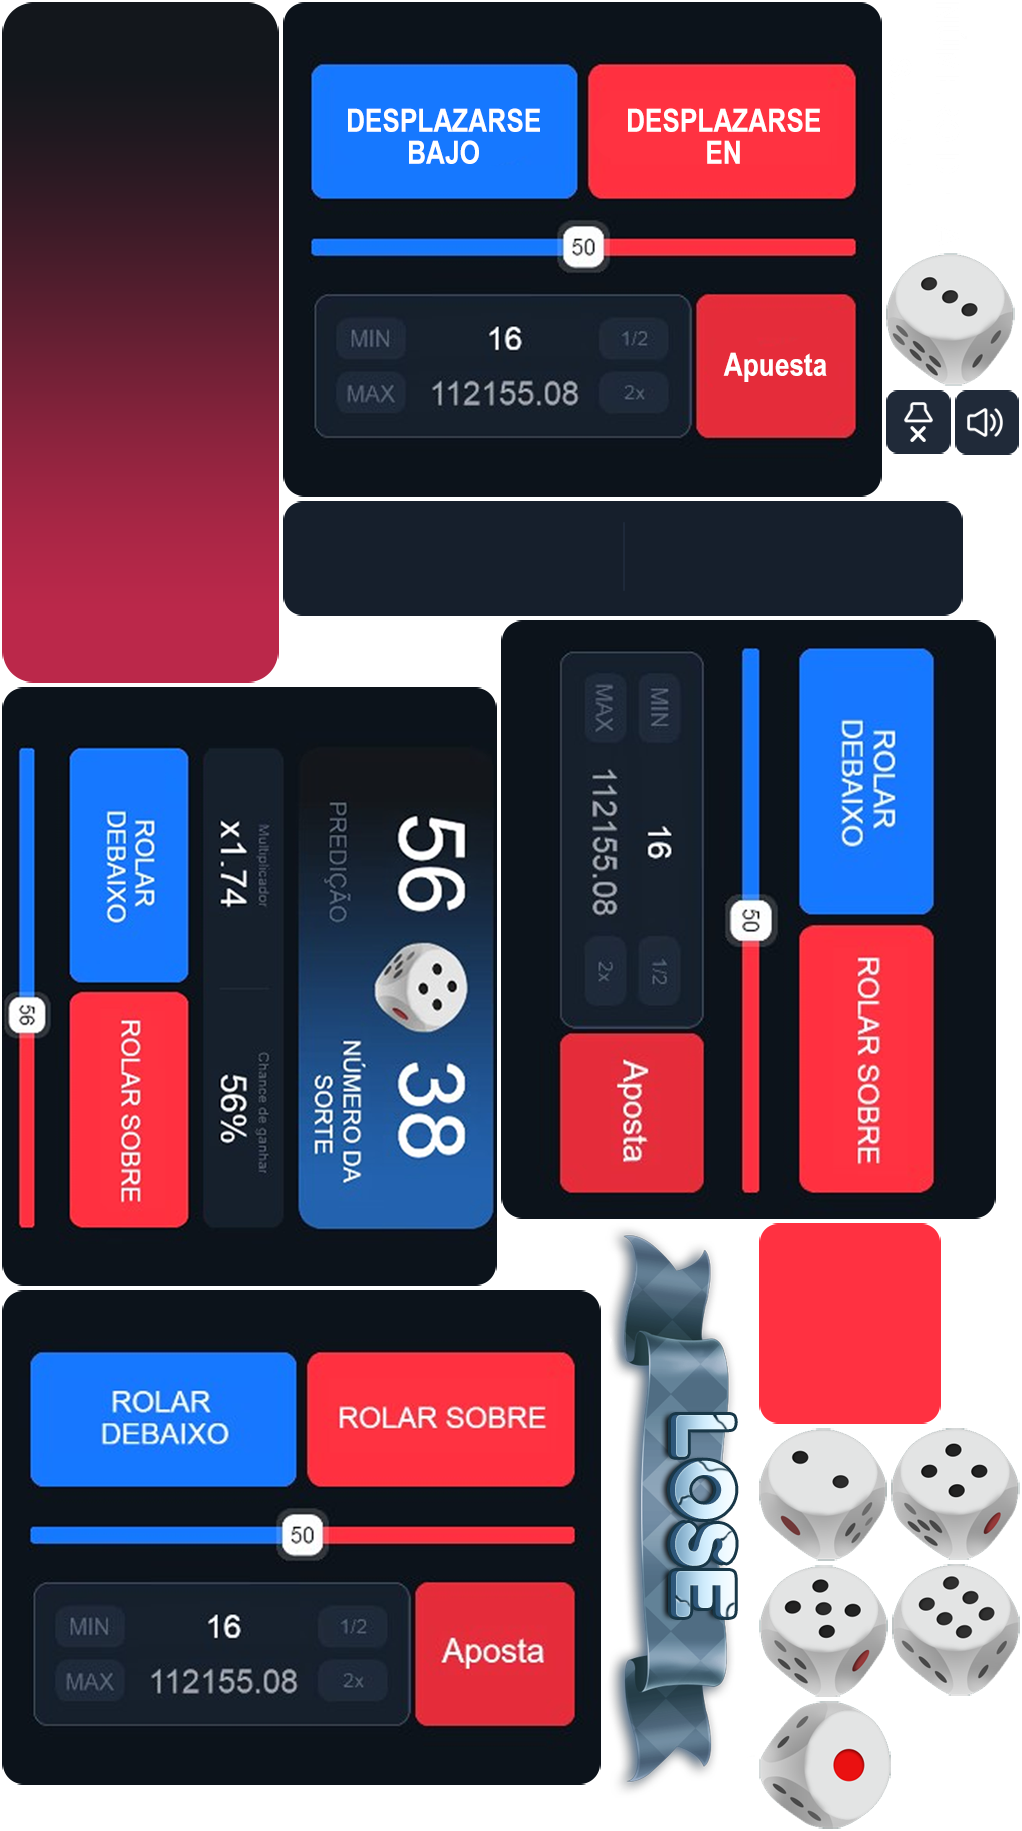 DESPLAZARSE
BAJO
DESPLAZARSE
EN
50
MIN
16
1/2
MAX
112155.08
2x
Apuesta
56
PREDIÇÃO
38
NÚMERO DA
SORTE
Multiplicador
x1.74
Chance de ganhar
56%
ROLAR
DEBAIXO
ROLAR SOBRE
56
ROLAR
DEBAIXO
ROLAR SOBRE
50
MIN
16
1/2
MAX
112155.08
2x
Aposta
ROLAR
DEBAIXO
ROLAR SOBRE
50
MIN
16
1/2
MAX
112155.08
2x
Aposta
LOSE